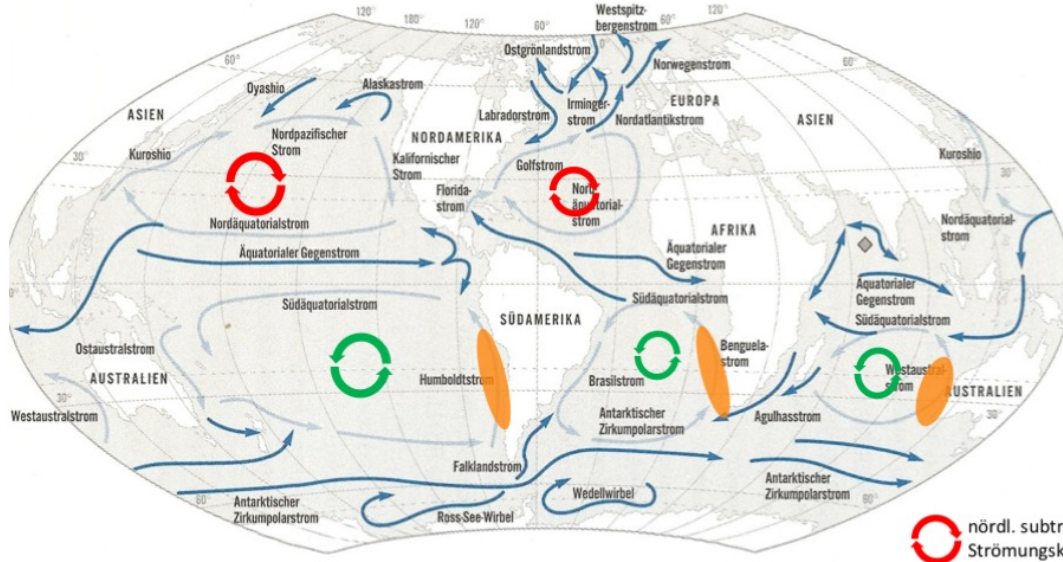 120°
120°
60°
60°
120°
Westspitz-
bergenstrom
Ostgrönlandstrom
Norwegenstrom
60°
60°
Oyashio
Alaskastrom
Irminger-
strom
EUROPA
Labradorstrom
ASIEN
Nordpazifischer
Strom
NORDAMERIKA
Nordatlantikstrom
ASIEN
Kuroshio
Kalifornischer
Strom
Golfstrom
Kuroshio
30°
30°
Florida-
strom
Nord-
äquatorial-
strom
Nordäquatorialstrom
AFRIKA
Nordäquatorial-
strom
Äquatorialer Gegenstrom
Äquatorialer
Gegenstrom
Äquatorialer
Gegenstrom
0°
Südäquatorialstrom
Südäquatorialstrom
Südäquatorialstrom
SÜDAMERIKA
Ostaustralstrom
Benguela-
strom
AUSTRALIEN
Humboldtstrom
Brasilstrom
Westaustral-
strom
AUSTRALIEN
Westaustralstrom
30°
30°
Antarktischer
Zirkumpolarstrom
Agulhasstrom
Falklandstrom
60°
Antarktischer
Zirkumpolarstrom
Ross-See-Wirbel
Wedellwirbel
Antarktischer
Zirkumpolarstrom
60°
nördl. subtr
Strömungsk